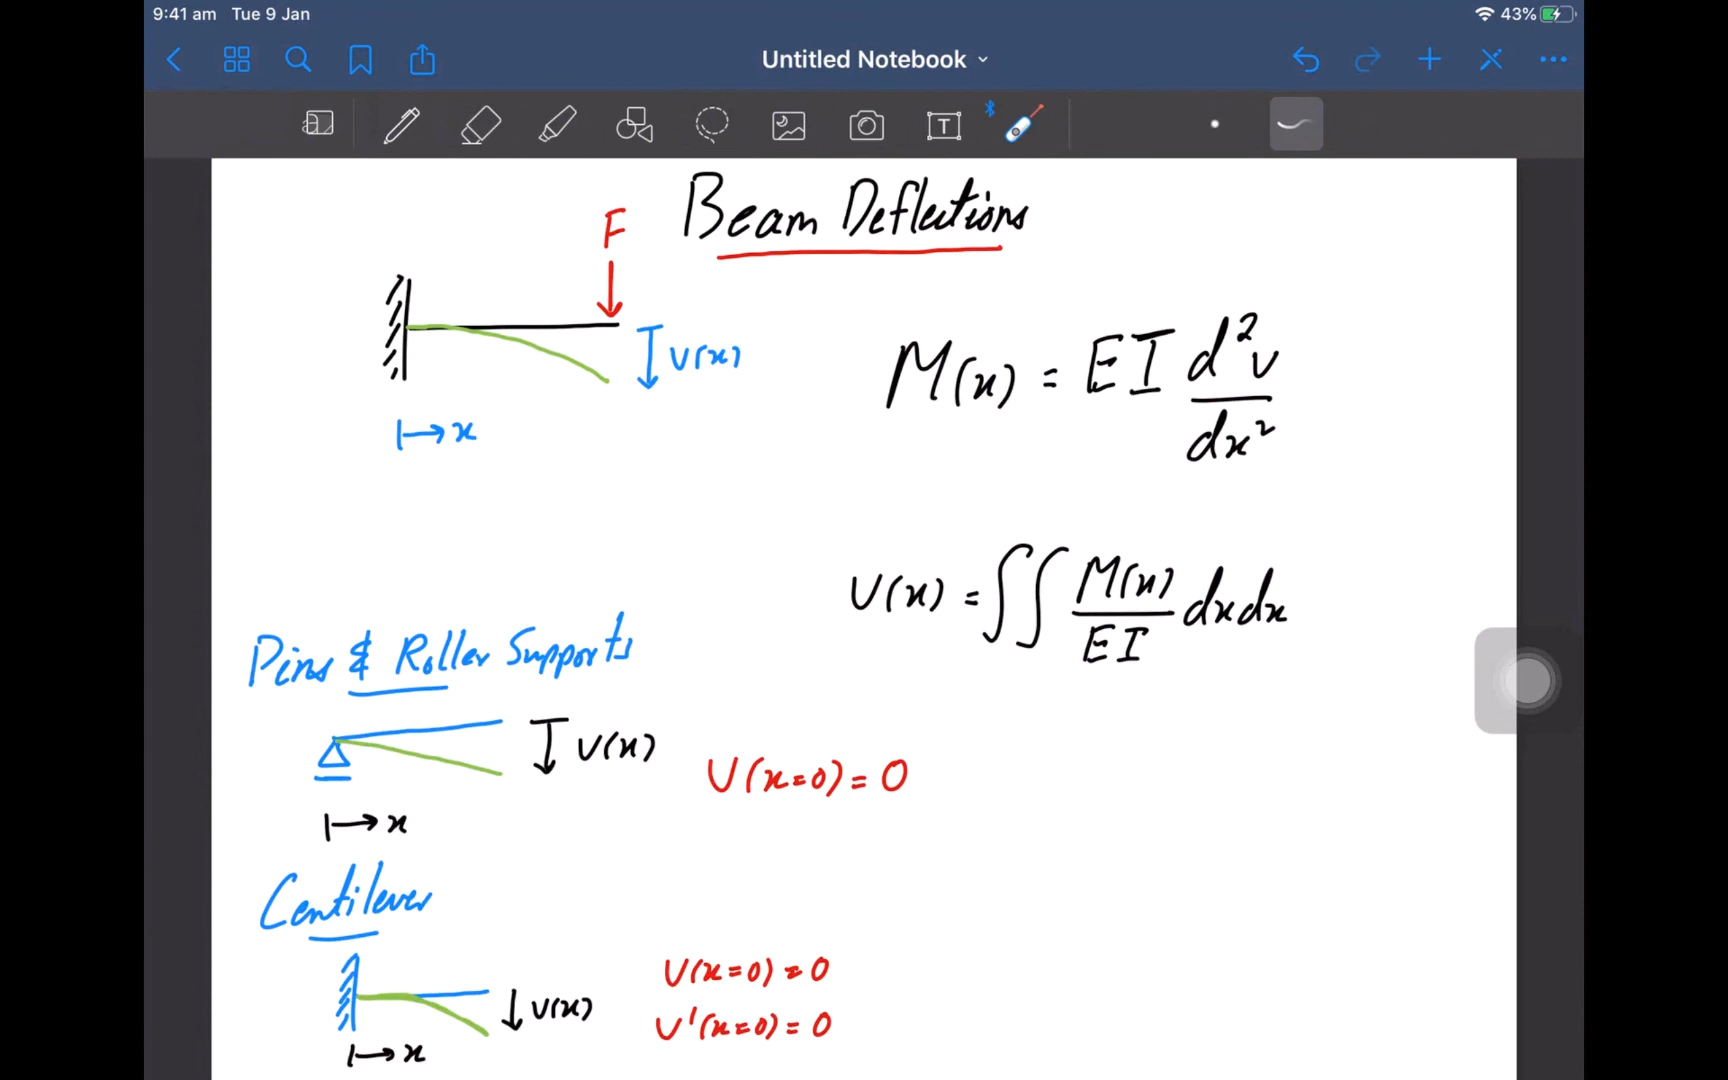 9:41 am Tue 9 Jan
43%
Untitled Notebook
T
Beam Deflections
F
v(x)
x
M(x) = EI d²v/dx²
v(x) = ∫∫ M(x)/EI dxdx
Pins & Roller Supports
v(x)
v(x=0) = 0
x
Centilever
v(x)
v(x=0) = 0
v'(x=0) = 0
x